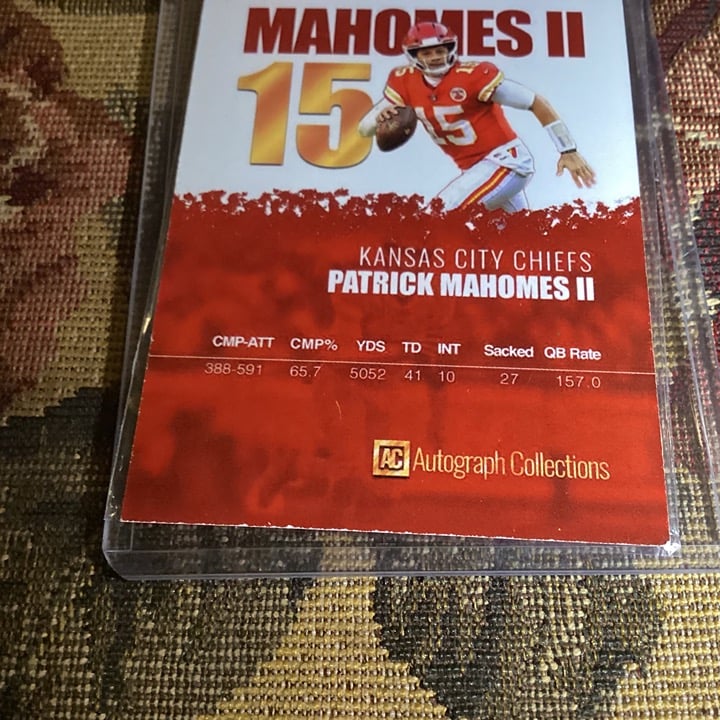 MAHOMES II
15
15
KANSAS CITY CHIEFS
PATRICK MAHOMES II
CMP-ATT CMP% YDS TD INT Sacked QB Rate
388-591 65.7 5052 41 10 27 157.0
AC Autograph Collections